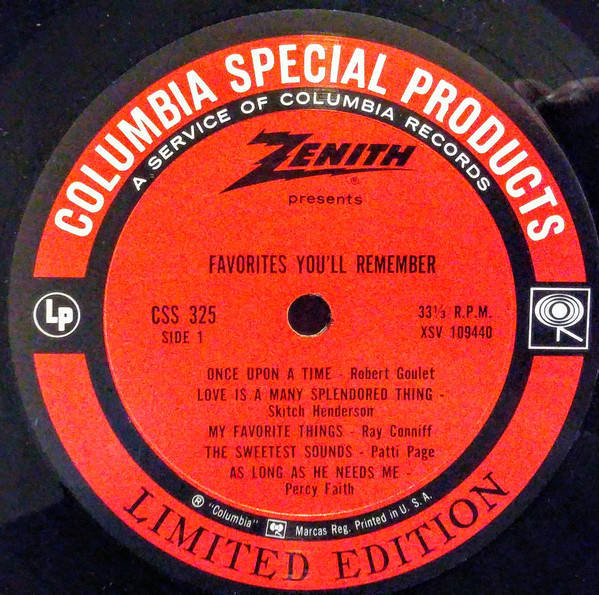 COLUMBIA SPECIAL PRODUCTS
A SERVICE OF COLUMBIA RECORDS
ZENITH ®
presents
FAVORITES YOU'LL REMEMBER
CSS 325
SIDE 1
LP
33⅓ R.P.M.
XSV 109440
ONCE UPON A TIME - Robert Goulet
LOVE IS A MANY SPLENDORED THING -
Skitch Henderson
MY FAVORITE THINGS - Ray Conniff
THE SWEETEST SOUNDS - Patti Page
AS LONG AS HE NEEDS ME -
Percy Faith
® "Columbia" Marcas Reg. Printed in U. S. A.
LIMITED EDITION